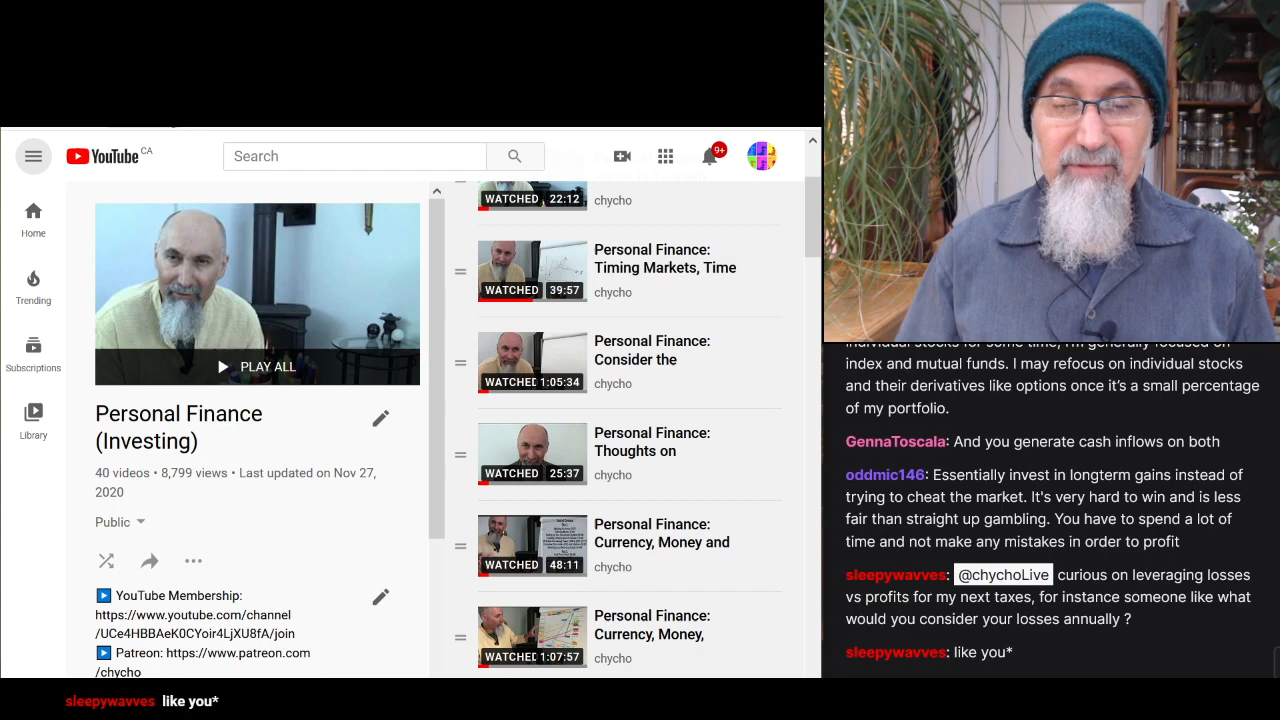 YouTube CA
Search
9+
Home
Trending
Subscriptions
Library
PLAY ALL
Personal Finance
(Investing)
40 videos • 8,799 views • Last updated on Nov 27,
2020
Public
YouTube Membership:
https://www.youtube.com/channel
/UCe4HBBAeK0CYoir4LjXU8fA/join
Patreon: https://www.patreon.com
/chycho
WATCHED 22:12
chycho
Personal Finance:
Timing Markets, Time
WATCHED 39:57
chycho
Personal Finance:
Consider the
WATCHED 1:05:34
chycho
Personal Finance:
Thoughts on
WATCHED 25:37
chycho
Personal Finance:
Currency, Money and
WATCHED 48:11
chycho
Personal Finance:
Currency, Money,
WATCHED 1:07:57
chycho
individual stocks for some time, I'm generally focused on
index and mutual funds. I may refocus on individual stocks
and their derivatives like options once it's a small percentage
of my portfolio.
GennaToscala: And you generate cash inflows on both
oddmic146: Essentially invest in longterm gains instead of
trying to cheat the market. It's very hard to win and is less
fair than straight up gambling. You have to spend a lot of
time and not make any mistakes in order to profit
sleepywavves: @chychoLive curious on leveraging losses
vs profits for my next taxes, for instance someone like what
would you consider your losses annually ?
sleepywavves: like you*
sleepywavves like you*